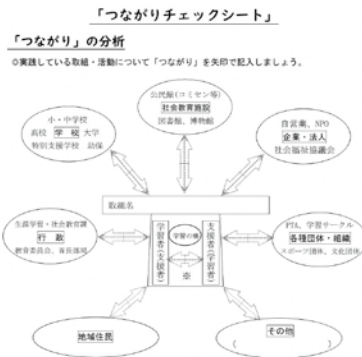 「つながりチェックシート」
「つながり」の分析
◎実践している取組・活動について「つながり」を矢印で記入しましょう。
公民館(コミセン等)
社会教育施設
図書館、博物館
小・中学校
高校 学校 大学
特別支援学校 幼保
自営業、NPO
企業・法人
社会福祉協議会
取組名
生涯学習・社会教育課
行政
教育委員会、首長部局
学習者(支援者)
学習の場
※
支援者(学習者)
PTA、学習サークル
各種団体・組織
スポーツ団体、文化団体
地域住民
その他
( )